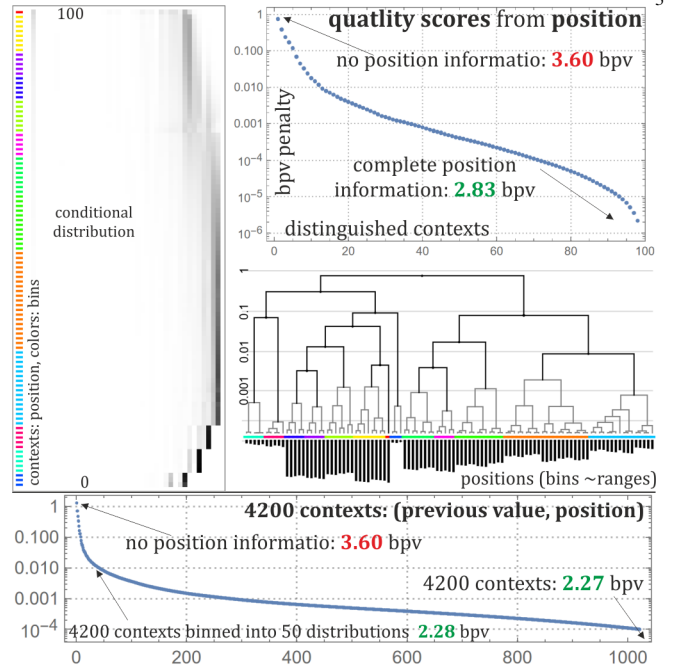 100
conditional
distribution
contexts: position, colors: bins
0
quatlity scores from position
no position informatio: 3.60 bpv
bpv penalty
complete position
information: 2.83 bpv
distinguished contexts
1
0.100
0.010
0.001
10⁻⁴
10⁻⁵
10⁻⁶
0 20 40 60 80 100
1
0.1
0.01
0.001
positions (bins ~ranges)
4200 contexts: (previous value, position)
no position informatio: 3.60 bpv
4200 contexts: 2.27 bpv
4200 contexts binned into 50 distributions 2.28 bpv
1
0.100
0.010
0.001
10⁻⁴
0 200 400 600 800 1000